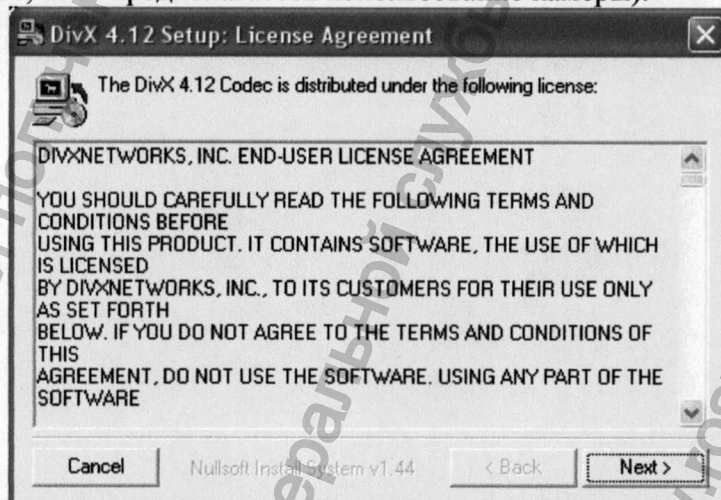 DivX 4.12 Setup: License Agreement
The DivX 4.12 Codec is distributed under the following license:
DIVXNETWORKS, INC. END-USER LICENSE AGREEMENT
YOU SHOULD CAREFULLY READ THE FOLLOWING TERMS AND
CONDITIONS BEFORE
USING THIS PRODUCT. IT CONTAINS SOFTWARE, THE USE OF WHICH
IS LICENSED
BY DIVXNETWORKS, INC., TO ITS CUSTOMERS FOR THEIR USE ONLY
AS SET FORTH
BELOW. IF YOU DO NOT AGREE TO THE TERMS AND CONDITIONS OF
THIS
AGREEMENT, DO NOT USE THE SOFTWARE. USING ANY PART OF THE
SOFTWARE
Cancel
Nullsoft Install System v1.44
< Back
Next >